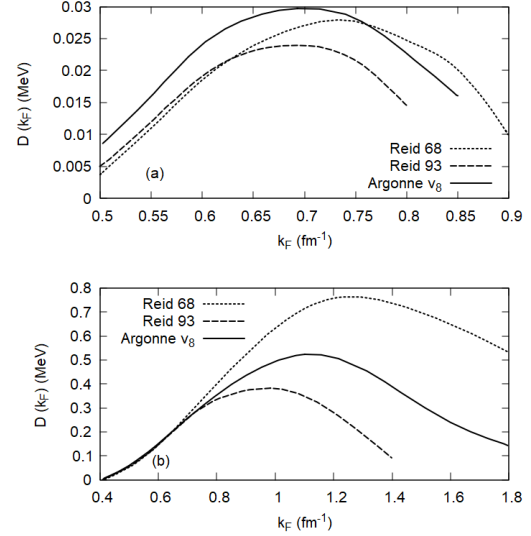 0.03
0.025
0.02
0.015
0.01
0.005
0
D (k_F) (MeV)
(a)
Reid 68
Reid 93
Argonne v₈
0.5 0.55 0.6 0.65 0.7 0.75 0.8 0.85 0.9
k_F (fm⁻¹)
0.8
0.7
0.6
0.5
0.4
0.3
0.2
0.1
0
D (k_F) (MeV)
Reid 68
Reid 93
Argonne v₈
(b)
0.4 0.6 0.8 1 1.2 1.4 1.6 1.8
k_F (fm⁻¹)